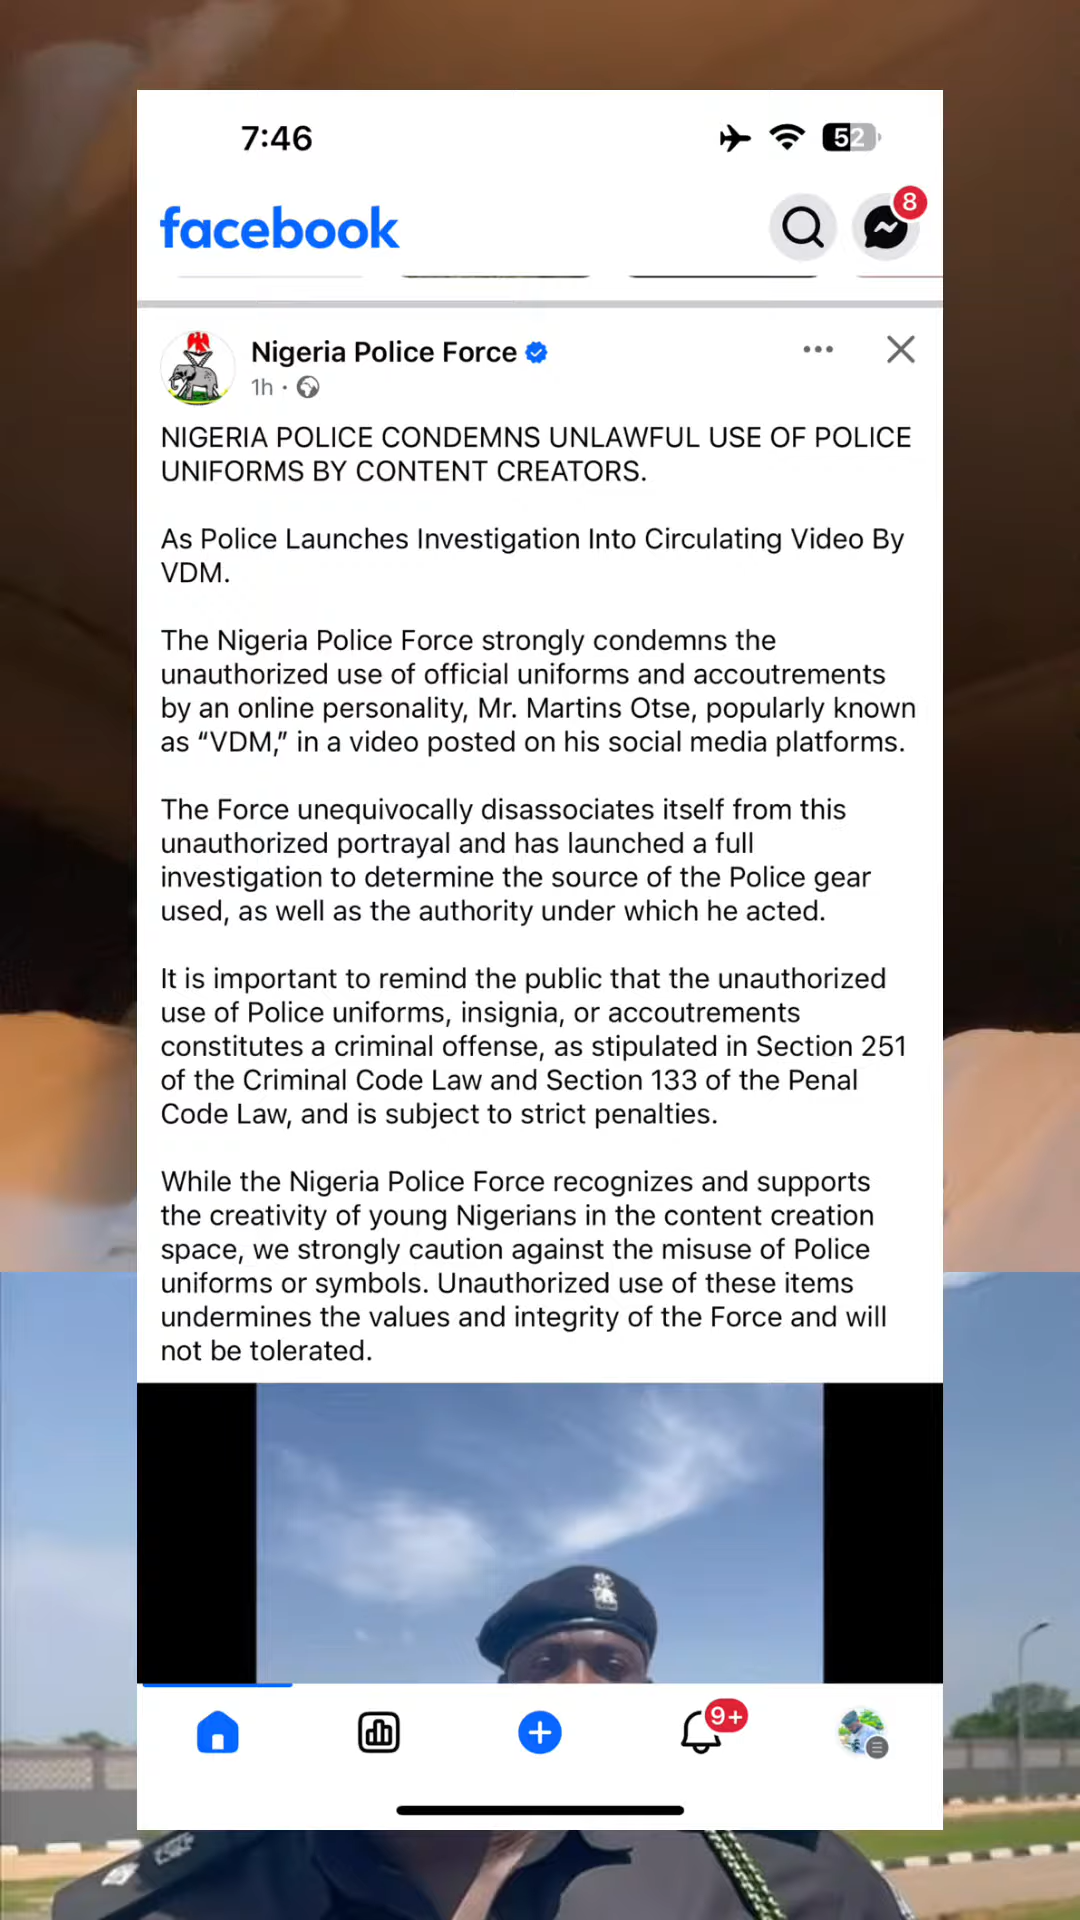 7:46
52
facebook
8
Nigeria Police Force
1h ·
NIGERIA POLICE CONDEMNS UNLAWFUL USE OF POLICE
UNIFORMS BY CONTENT CREATORS.
As Police Launches Investigation Into Circulating Video By
VDM.
The Nigeria Police Force strongly condemns the
unauthorized use of official uniforms and accoutrements
by an online personality, Mr. Martins Otse, popularly known
as “VDM,” in a video posted on his social media platforms.
The Force unequivocally disassociates itself from this
unauthorized portrayal and has launched a full
investigation to determine the source of the Police gear
used, as well as the authority under which he acted.
It is important to remind the public that the unauthorized
use of Police uniforms, insignia, or accoutrements
constitutes a criminal offense, as stipulated in Section 251
of the Criminal Code Law and Section 133 of the Penal
Code Law, and is subject to strict penalties.
While the Nigeria Police Force recognizes and supports
the creativity of young Nigerians in the content creation
space, we strongly caution against the misuse of Police
uniforms or symbols. Unauthorized use of these items
undermines the values and integrity of the Force and will
not be tolerated.
9+